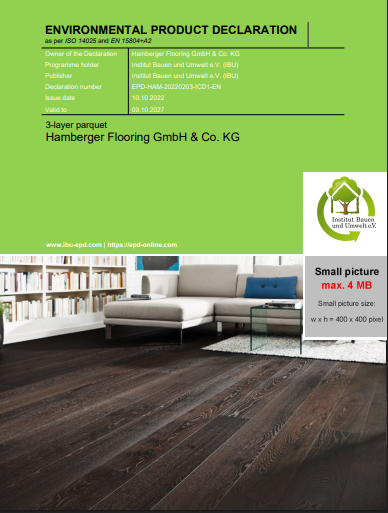 ENVIRONMENTAL PRODUCT DECLARATION
as per ISO 14025 and EN 15804+A2
Owner of the Declaration Hamberger Flooring GmbH & Co. KG
Programme holder Institut Bauen und Umwelt e.V. (IBU)
Publisher Institut Bauen und Umwelt e.V. (IBU)
Declaration number EPD-HAM-20220203-ICD1-EN
Issue date 10.10.2022
Valid to 09.10.2027
3-layer parquet
Hamberger Flooring GmbH & Co. KG
Institut Bauen
und Umwelt e.V.
www.ibu-epd.com | https://epd-online.com
Small picture
max. 4 MB
Small picture size:
w x h = 400 x 400 pixel